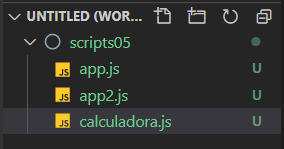 UNTITLED (WOR...
scripts05
JS app.js U
JS app2.js U
JS calculadora.js U